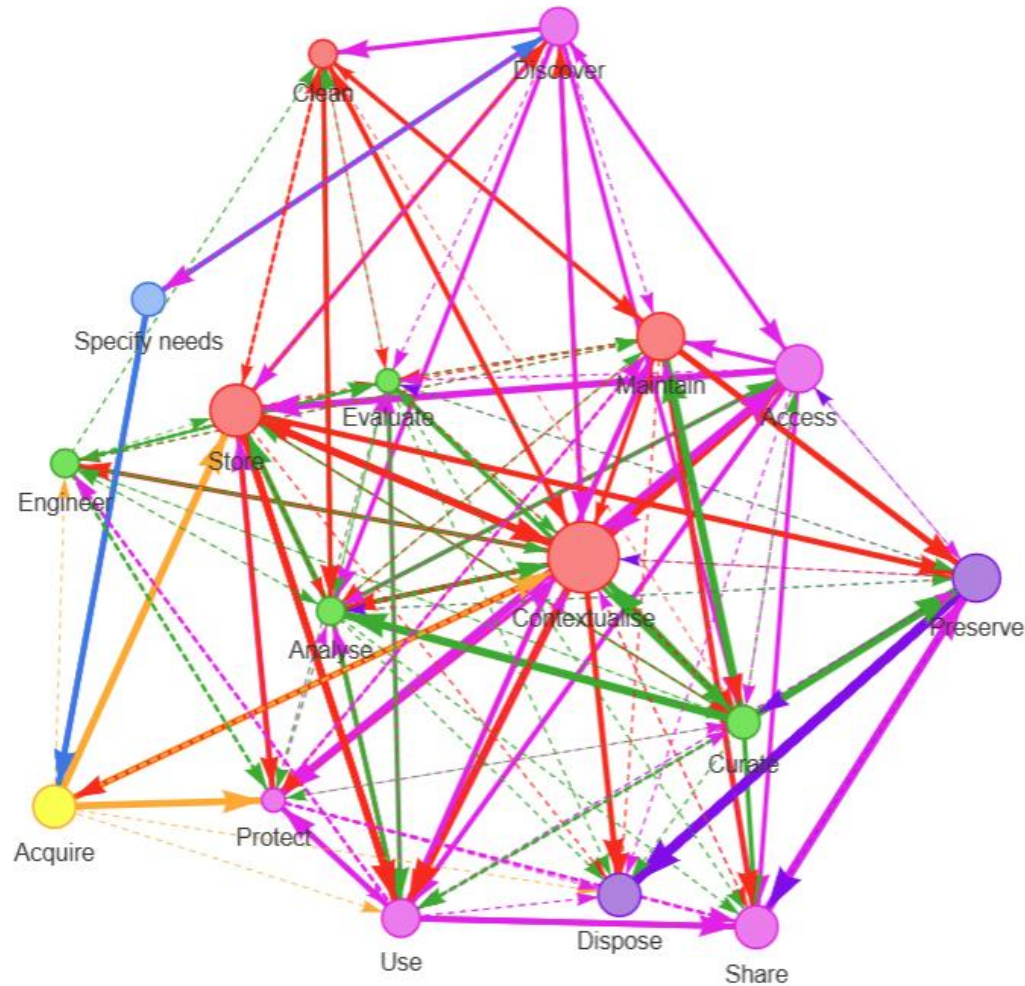 Discover
Clean
Specify needs
Maintain
Access
Evaluate
Store
Engineer
Contextualise
Preserve
Analyse
Curate
Protect
Acquire
Dispose
Use
Share